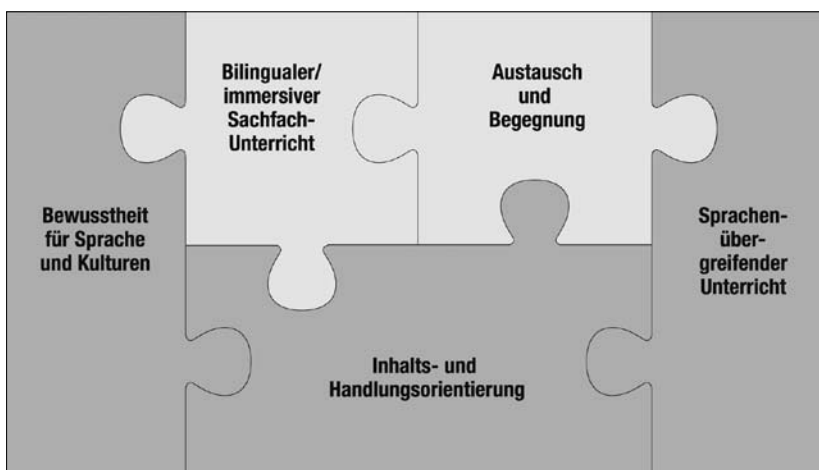 Bilingualer/
immersiver
Sachfach-
Unterricht
Austausch
und
Begegnung
Bewusstheit
für Sprache
und Kulturen
Sprachen-
über-
greifender
Unterricht
Inhalts- und
Handlungsorientierung